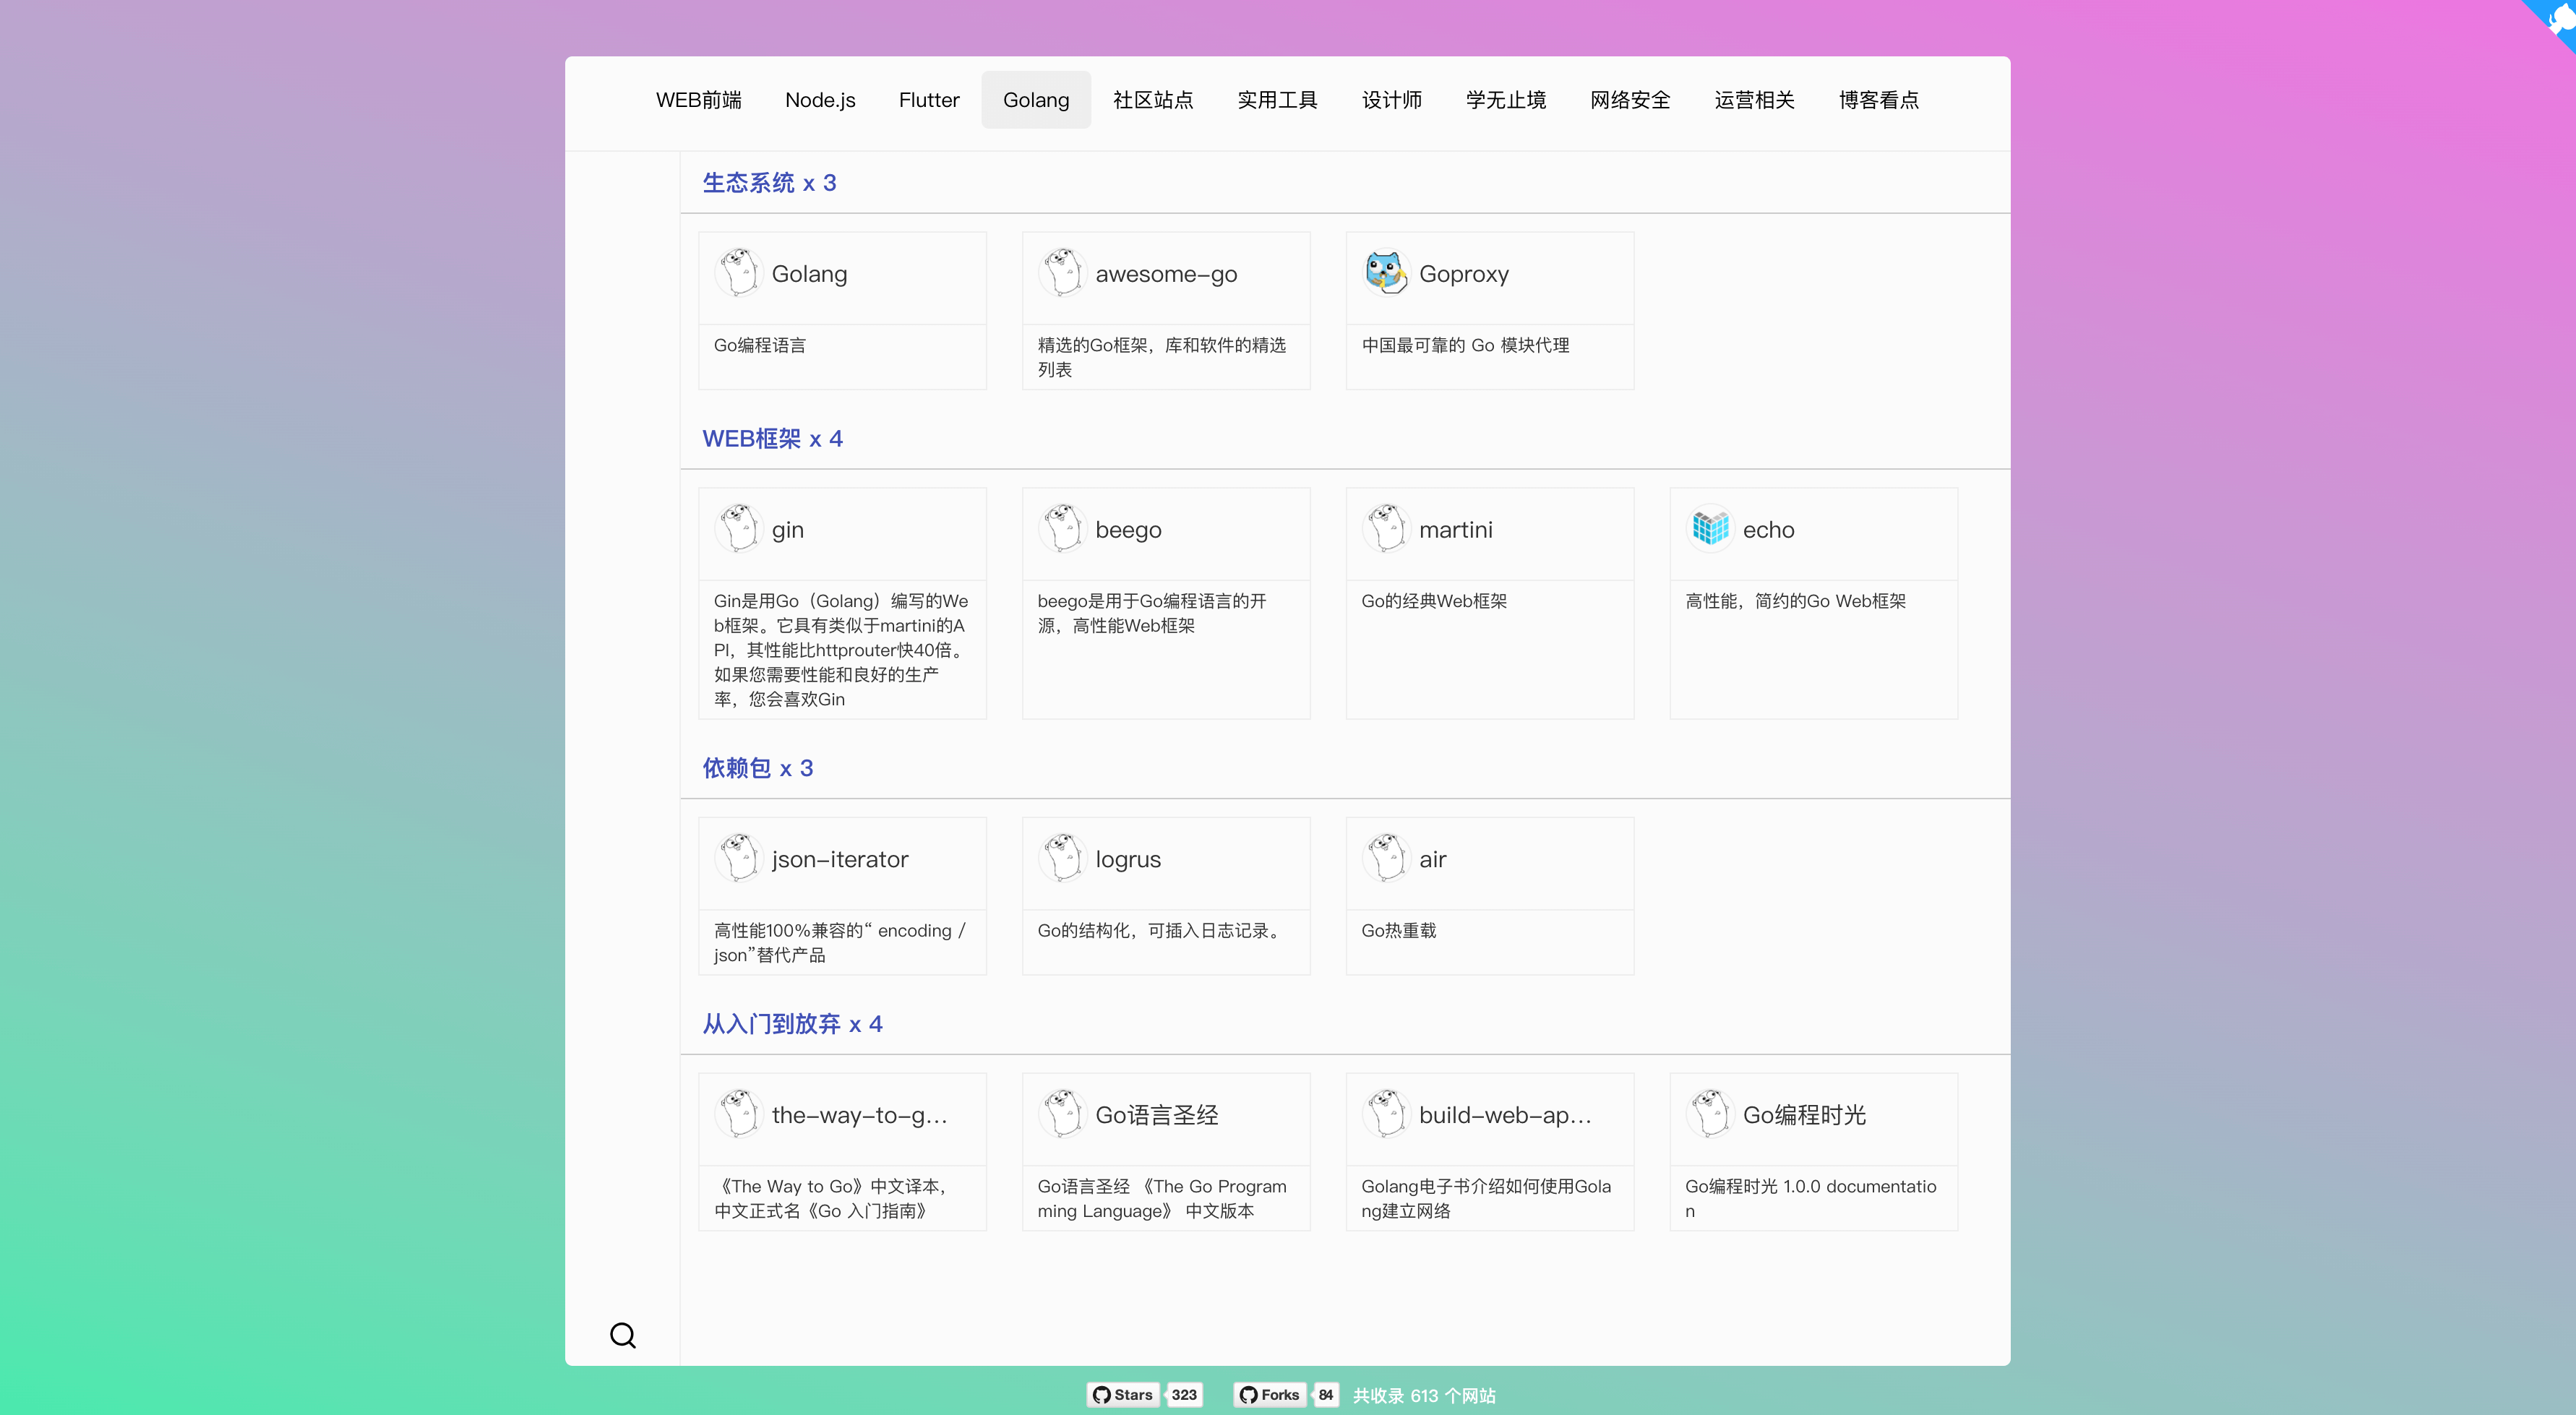 WEB前端 Node.js Flutter Golang 社区站点 实用工具 设计师 学无止境 网络安全 运营相关 博客看点
生态系统 x 3
Golang
Go编程语言
awesome-go
精选的Go框架，库和软件的精选
列表
Goproxy
中国最可靠的 Go 模块代理
WEB框架 x 4
gin
Gin是用Go（Golang）编写的We
b框架。它具有类似于martini的A
PI，其性能比httprouter快40倍。
如果您需要性能和良好的生产
率，您会喜欢Gin
beego
beego是用于Go编程语言的开
源，高性能Web框架
martini
Go的经典Web框架
echo
高性能，简约的Go Web框架
依赖包 x 3
json-iterator
高性能100％兼容的“ encoding /
json”替代产品
logrus
Go的结构化，可插入日志记录。
air
Go热重载
从入门到放弃 x 4
the-way-to-g...
《The Way to Go》中文译本，
中文正式名《Go 入门指南》
Go语言圣经
Go语言圣经 《The Go Program
ming Language》 中文版本
build-web-ap...
Golang电子书介绍如何使用Gola
ng建立网络
Go编程时光
Go编程时光 1.0.0 documentatio
n
Stars 323 Forks 84 共收录 613 个网站